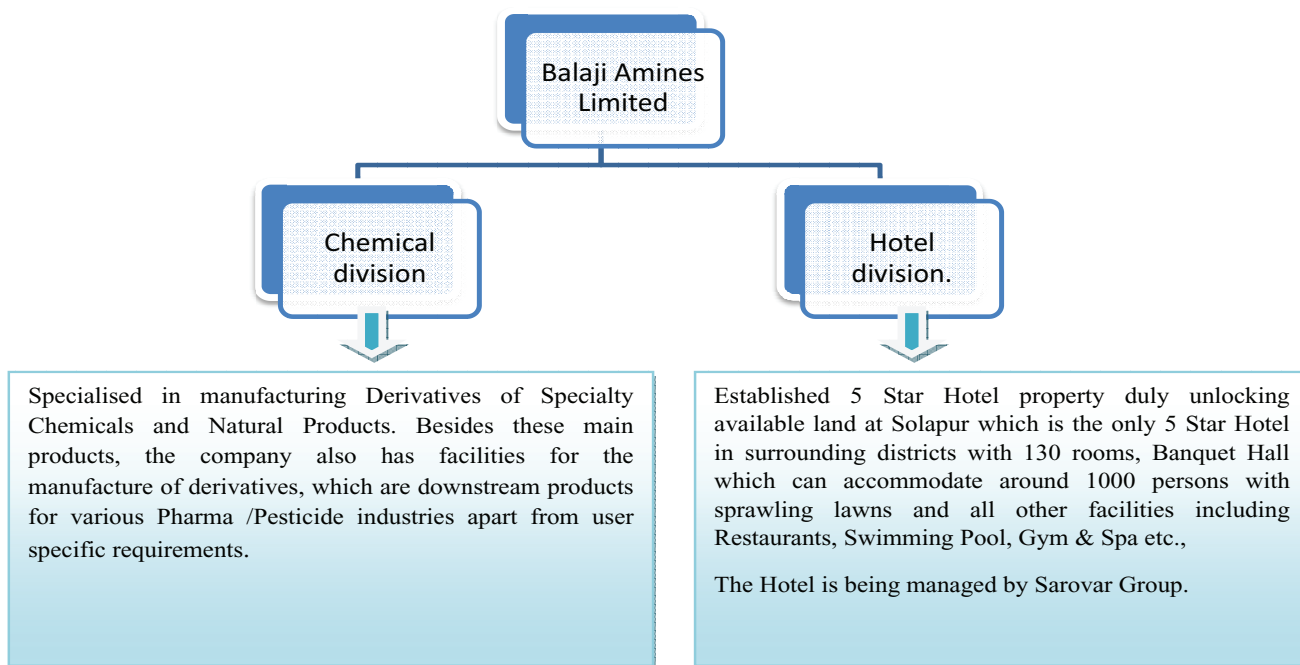 Balaji Amines
Limited
Chemical
division
Hotel
division.
Specialised in manufacturing Derivatives of Specialty
Chemicals and Natural Products. Besides these main
products, the company also has facilities for the
manufacture of derivatives, which are downstream products
for various Pharma /Pesticide industries apart from user
specific requirements.
Established 5 Star Hotel property duly unlocking
available land at Solapur which is the only 5 Star Hotel
in surrounding districts with 130 rooms, Banquet Hall
which can accommodate around 1000 persons with
sprawling lawns and all other facilities including
Restaurants, Swimming Pool, Gym & Spa etc.,
The Hotel is being managed by Sarovar Group.